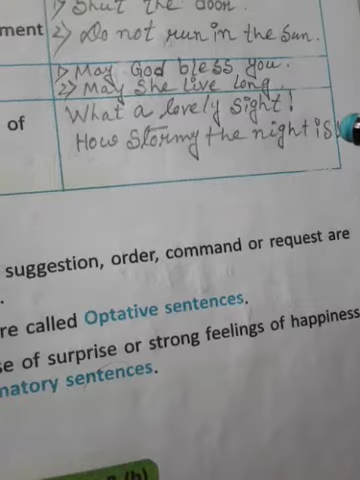 1) Shut the door.
ment 2) Do not run in the Sun.
1) May God bless you.
2) May She live long
of What a lovely Sight!
How Stormy the night is!
suggestion, order, command or request are
.
re called Optative sentences.
se of surprise or strong feelings of happiness
matory sentences.
(b)